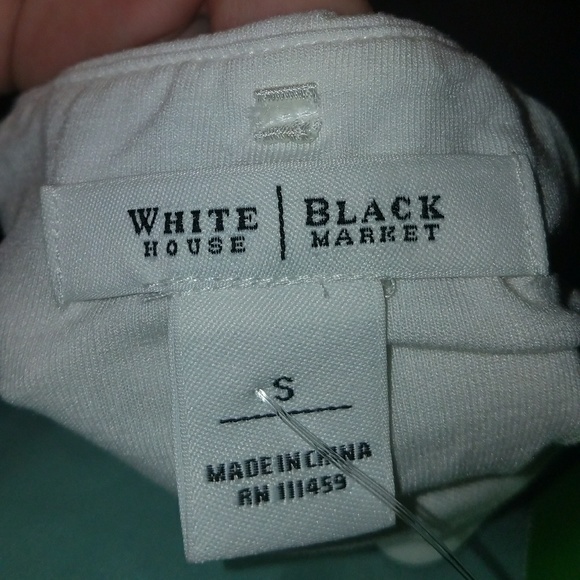 WHITE | BLACK
HOUSE | MARKET
S
MADE IN CHINA
RN 111459